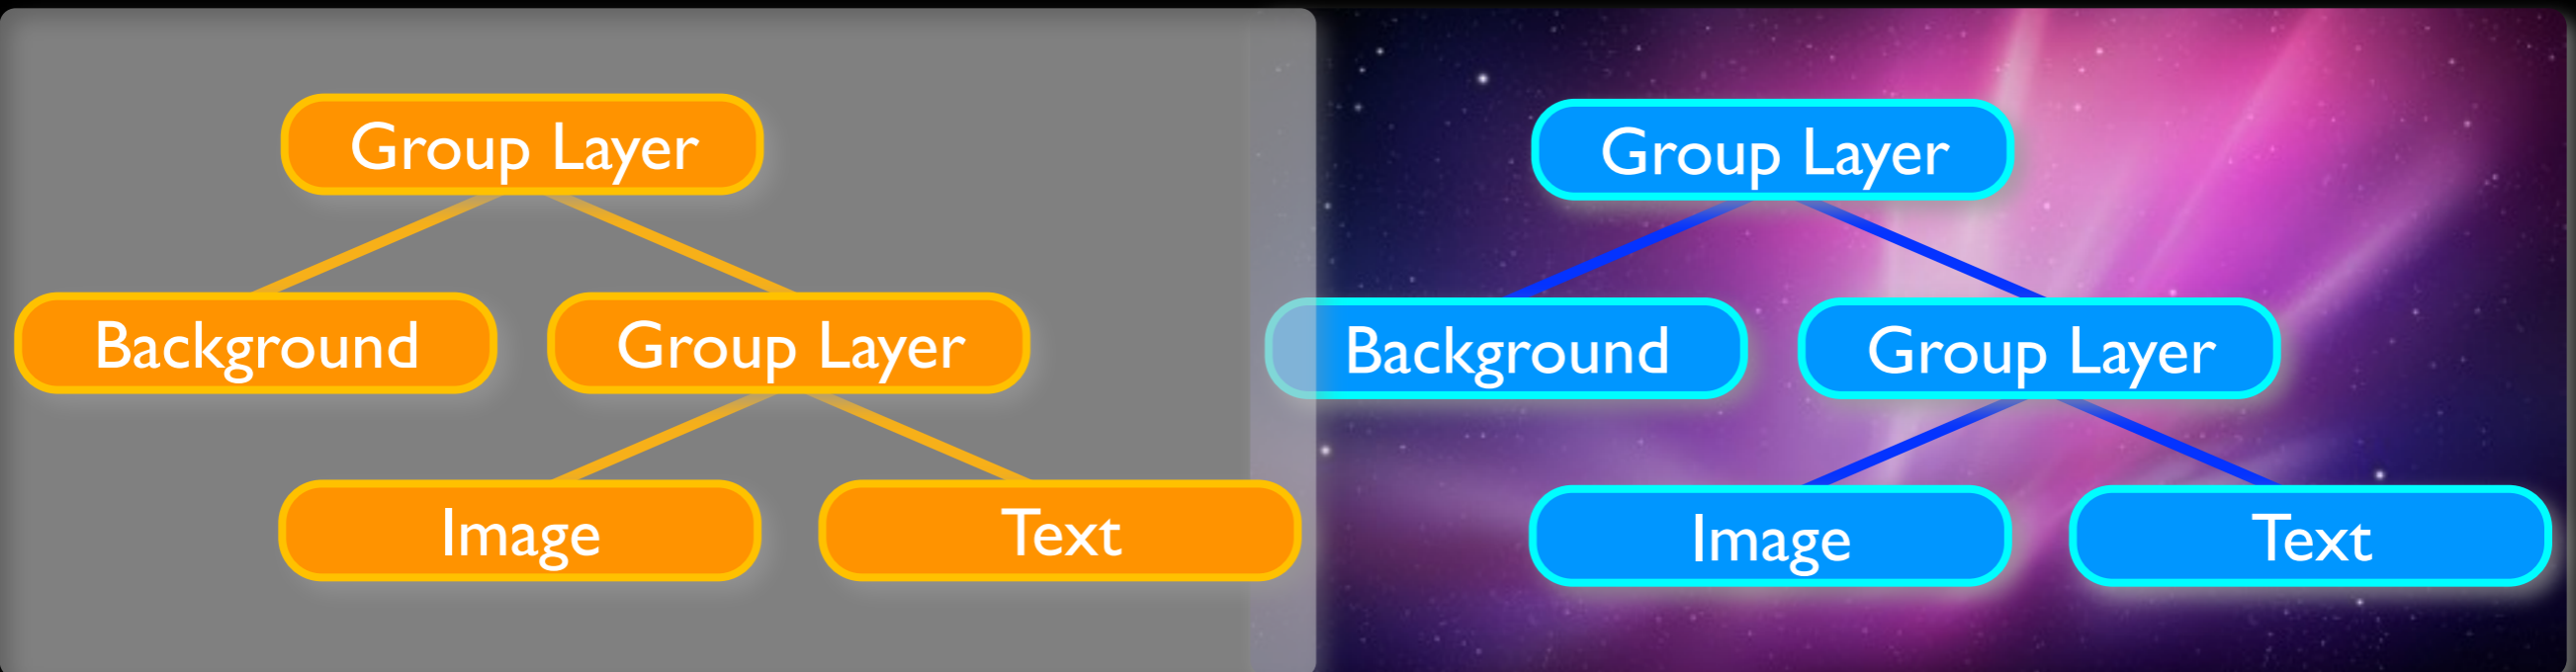 Group Layer
Background
Group Layer
Image
Text
Group Layer
Background
Group Layer
Image
Text